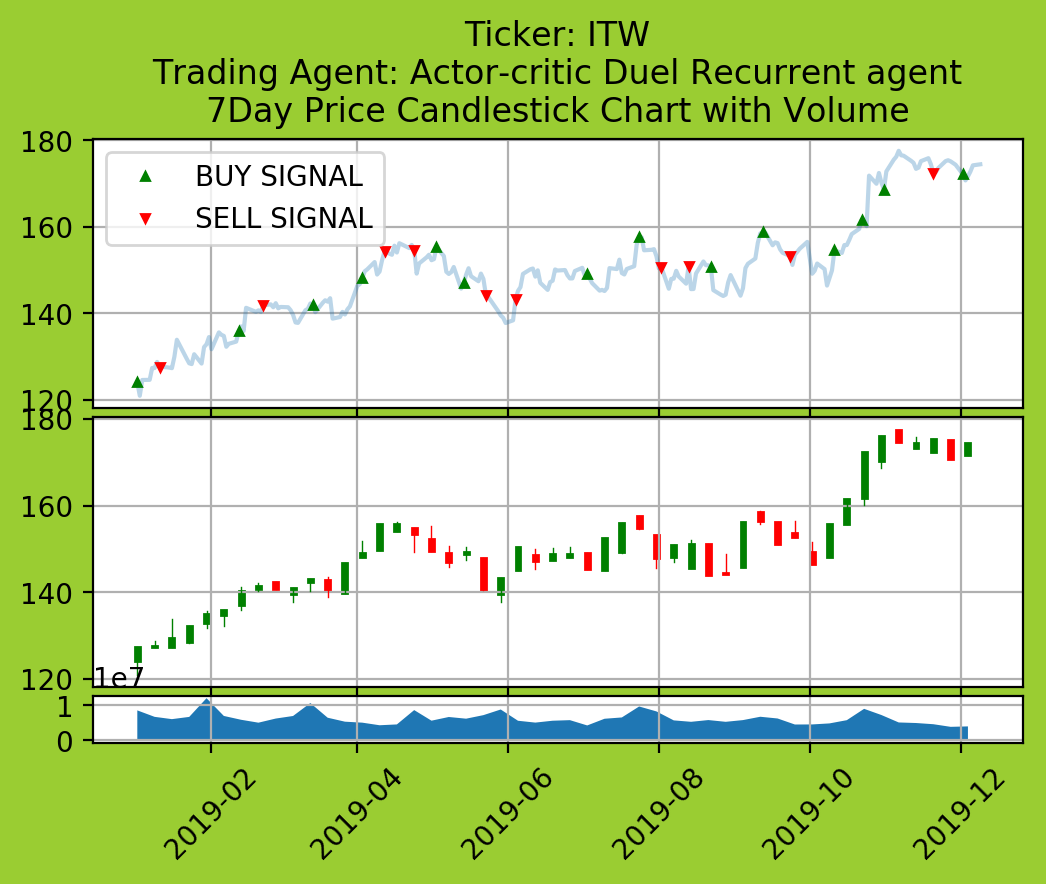 Ticker: ITW
Trading Agent: Actor-critic Duel Recurrent agent
7Day Price Candlestick Chart with Volume
180
160
140
120
BUY SIGNAL
SELL SIGNAL
180
160
140
120
1e7
1
0
2019-02
2019-04
2019-06
2019-08
2019-10
2019-12